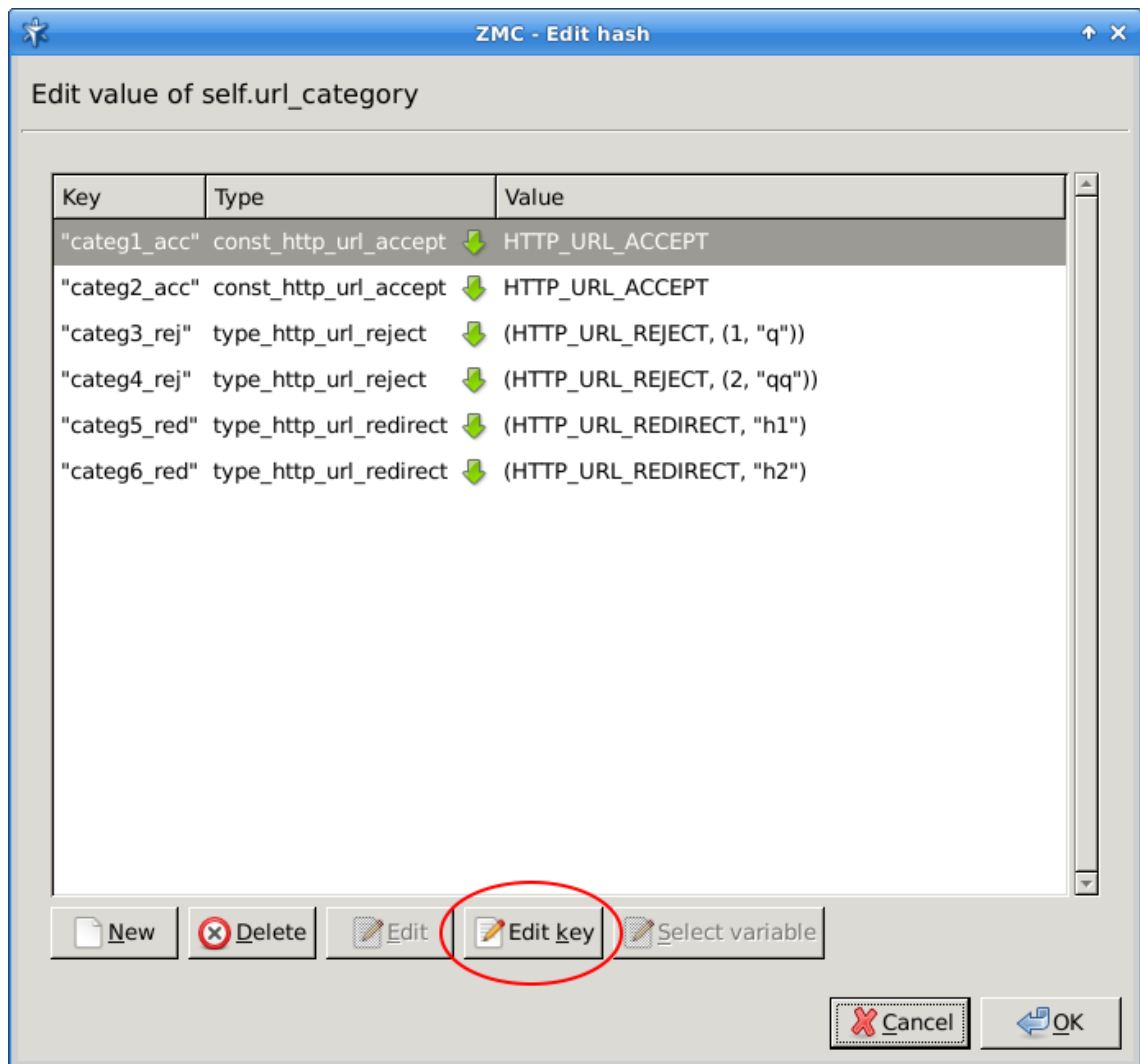 ZMC - Edit hash
Edit value of self.url_category
Key Type Value
"categ1_acc" const_http_url_accept HTTP_URL_ACCEPT
"categ2_acc" const_http_url_accept HTTP_URL_ACCEPT
"categ3_rej" type_http_url_reject (HTTP_URL_REJECT, (1, "q"))
"categ4_rej" type_http_url_reject (HTTP_URL_REJECT, (2, "qq"))
"categ5_red" type_http_url_redirect (HTTP_URL_REDIRECT, "h1")
"categ6_red" type_http_url_redirect (HTTP_URL_REDIRECT, "h2")
New Delete Edit Edit key Select variable
Cancel OK